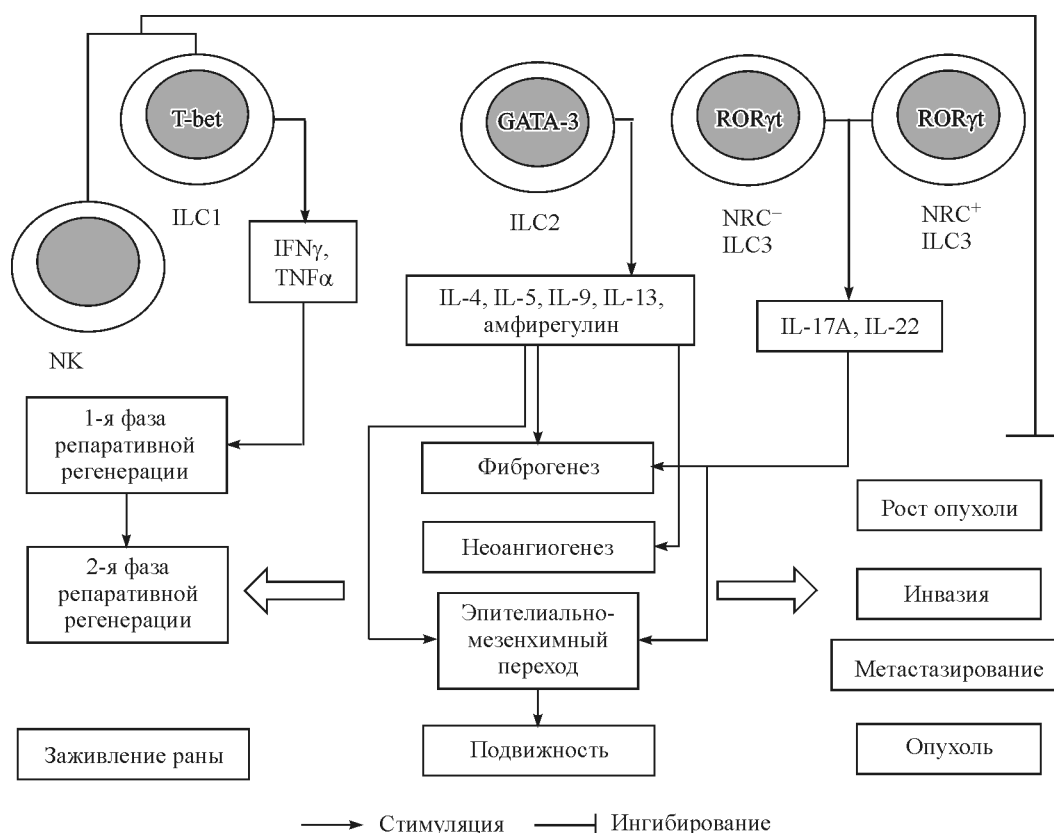 T-bet
GATA-3
RORγt
RORγt
ILC1
ILC2
NRC⁻
ILC3
NRC⁺
ILC3
IFNγ,
TNFα
NK
IL-4, IL-5, IL-9, IL-13,
амфирегулин
IL-17A, IL-22
1-я фаза
репаративной
регенерации
Фиброгенез
Рост опухоли
Неоангиогенез
2-я фаза
репаративной
регенерации
Инвазия
Эпителиально-
мезенхимный
переход
Метастазирование
Заживление раны
Подвижность
Опухоль
Стимуляция
Ингибирование